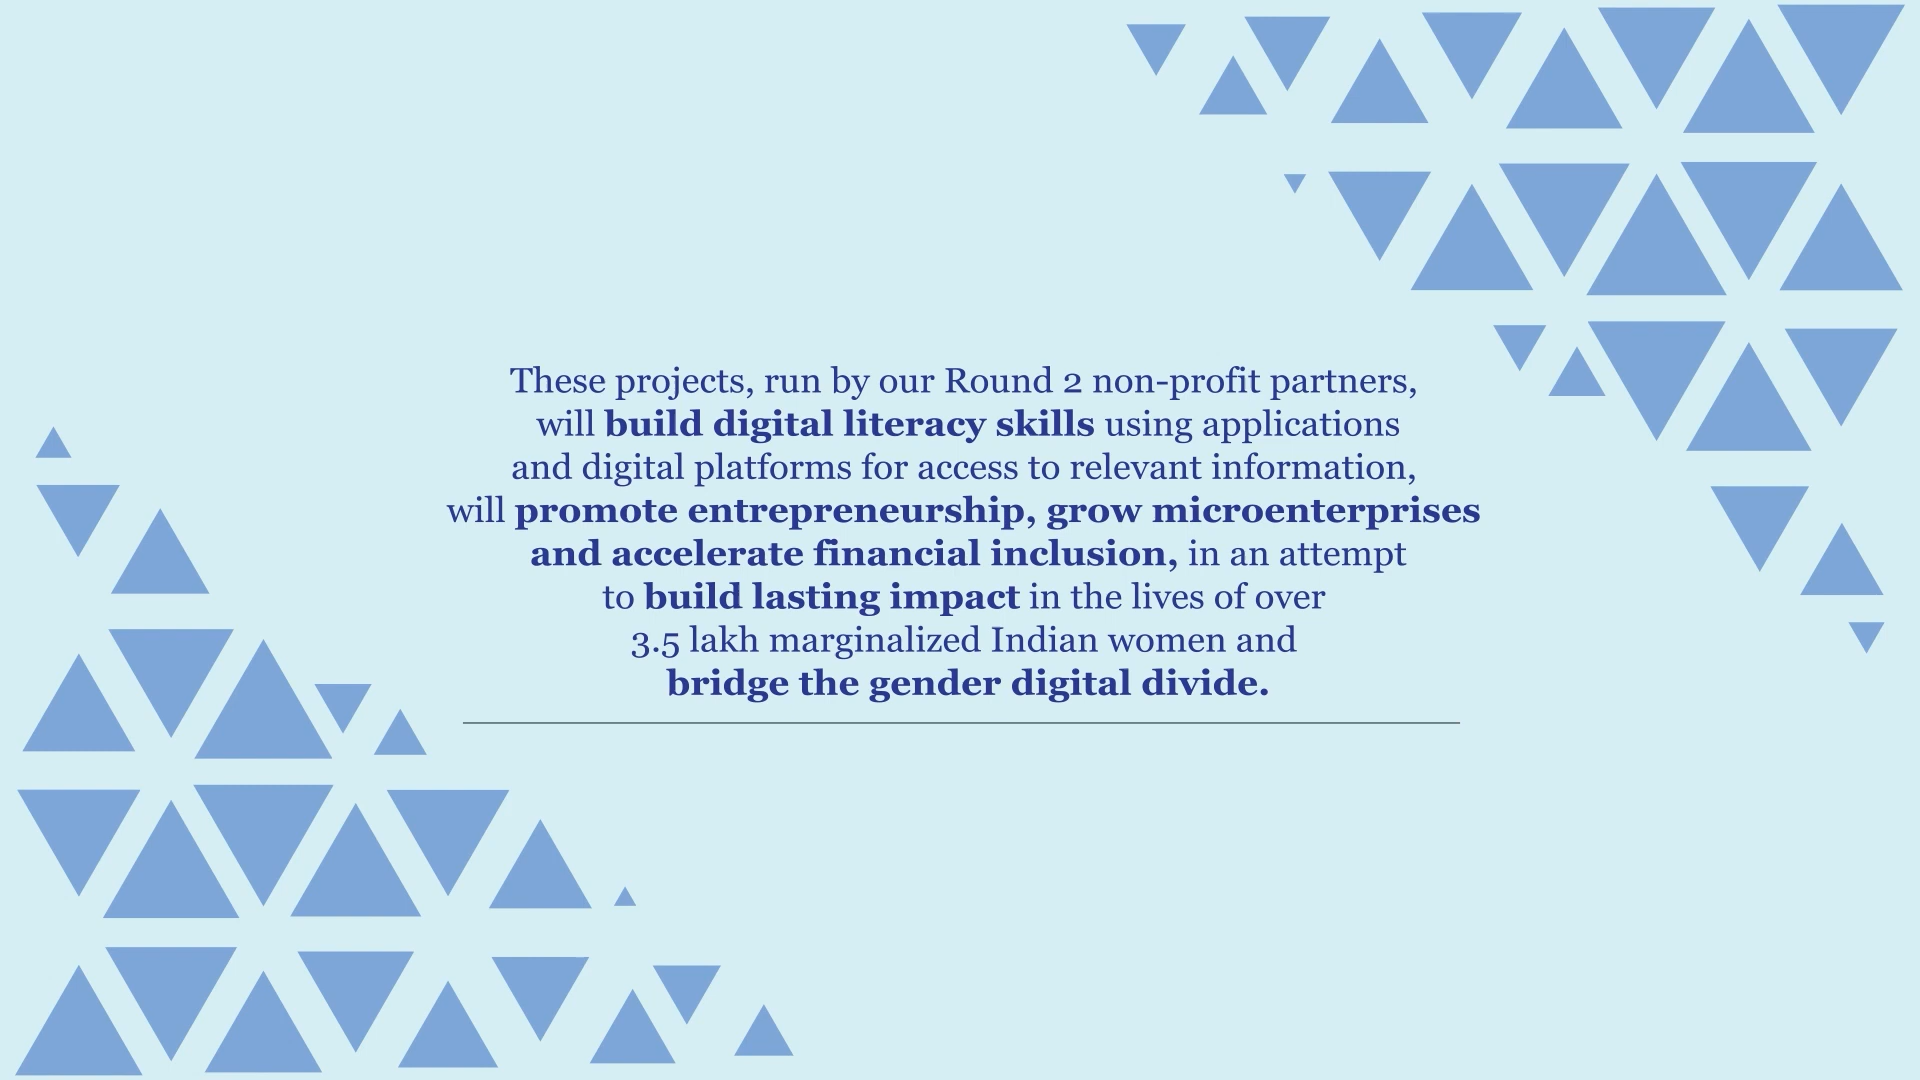 These projects, run by our Round 2 non-profit partners,
will build digital literacy skills using applications
and digital platforms for access to relevant information,
will promote entrepreneurship, grow microenterprises
and accelerate financial inclusion, in an attempt
to build lasting impact in the lives of over
3.5 lakh marginalized Indian women and
bridge the gender digital divide.